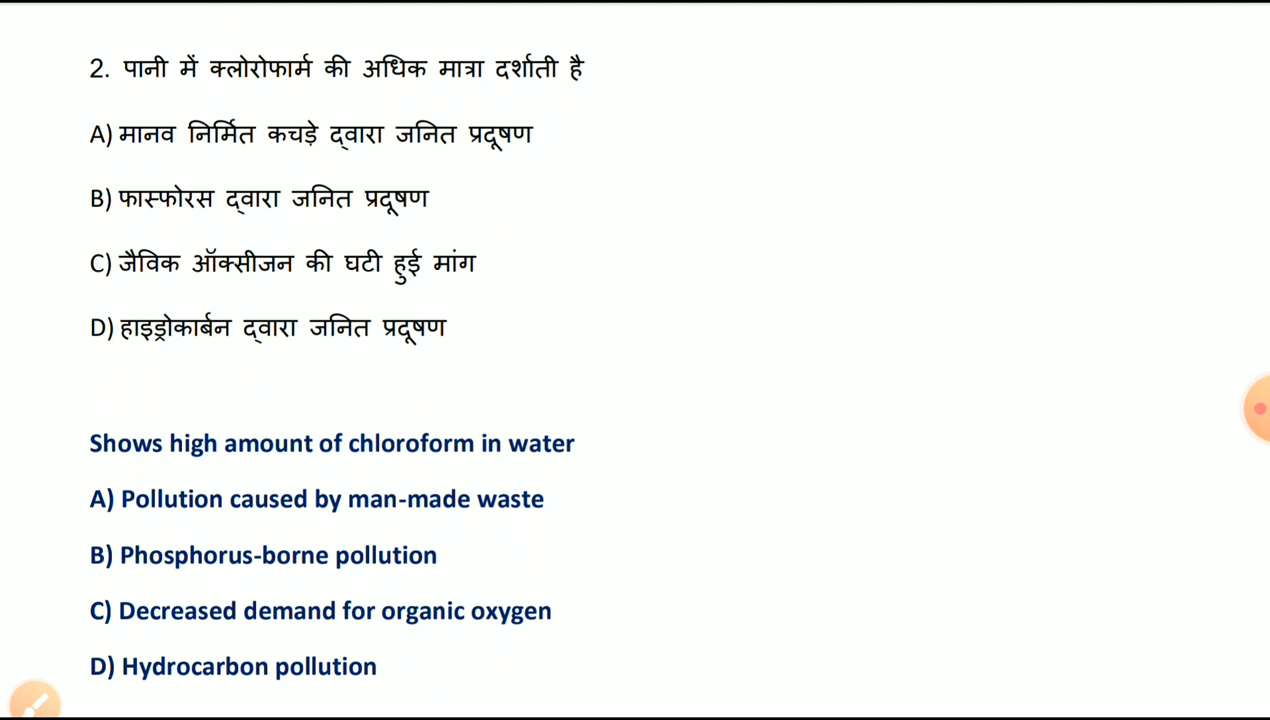 2. पानी में क्लोरोफार्म की अधिक मात्रा दर्शाती है
A) मानव निर्मित कचड़े द्वारा जनित प्रदूषण
B) फास्फोरस द्वारा जनित प्रदूषण
C) जैविक ऑक्सीजन की घटी हुई मांग
D) हाइड्रोकार्बन द्वारा जनित प्रदूषण
Shows high amount of chloroform in water
A) Pollution caused by man-made waste
B) Phosphorus-borne pollution
C) Decreased demand for organic oxygen
D) Hydrocarbon pollution